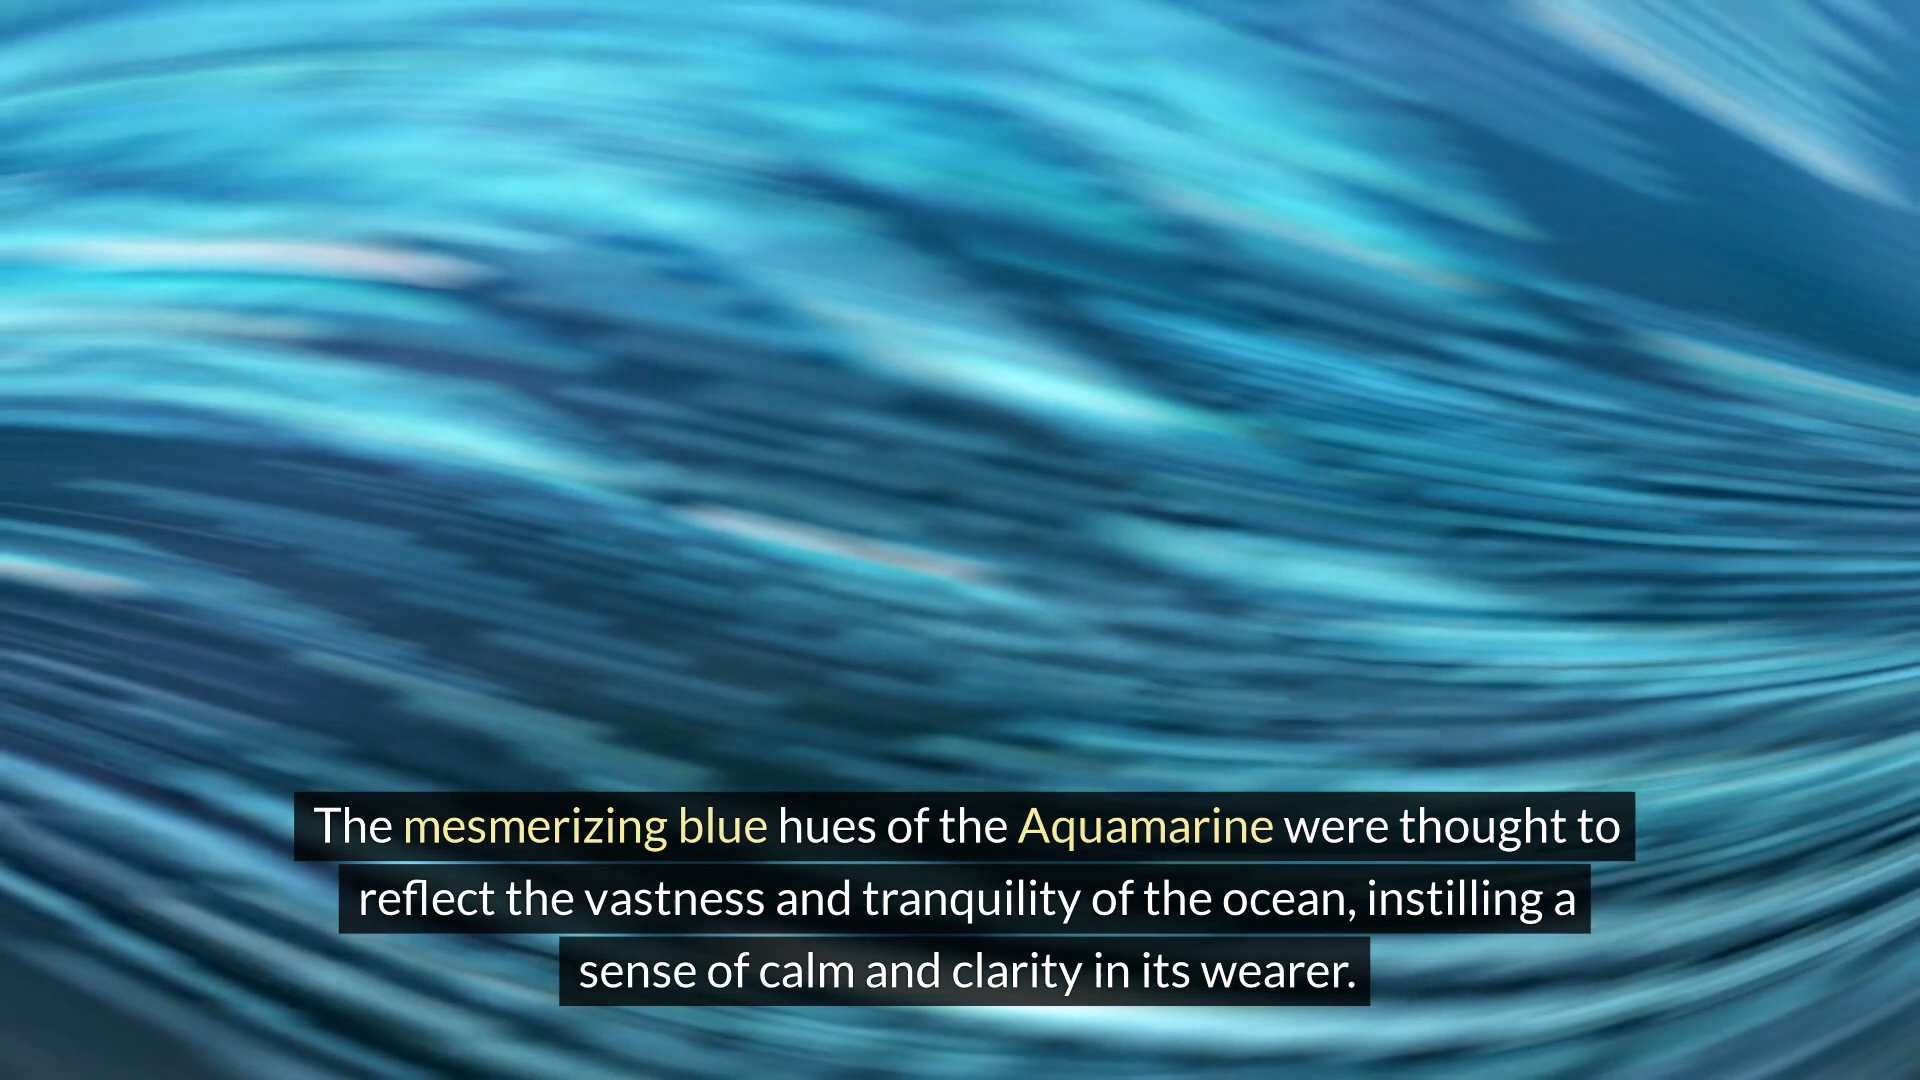 The mesmerizing blue hues of the Aquamarine were thought to
reflect the vastness and tranquility of the ocean, instilling a
sense of calm and clarity in its wearer.